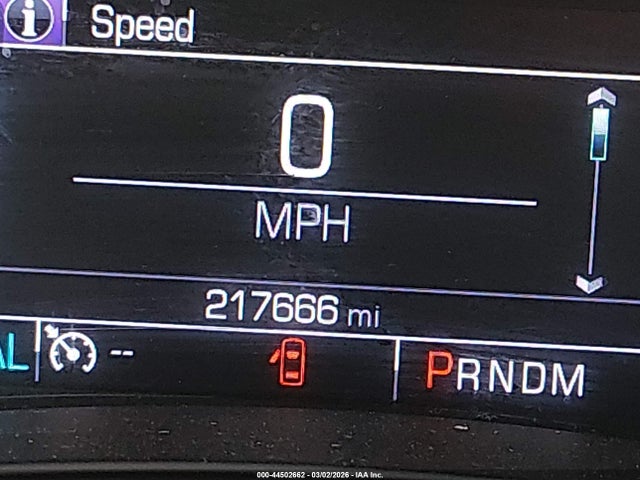 Speed
0
MPH
217666 mi
AL
--
PRNDM
000-44502662 - 03/02/2026 - IAA Inc.